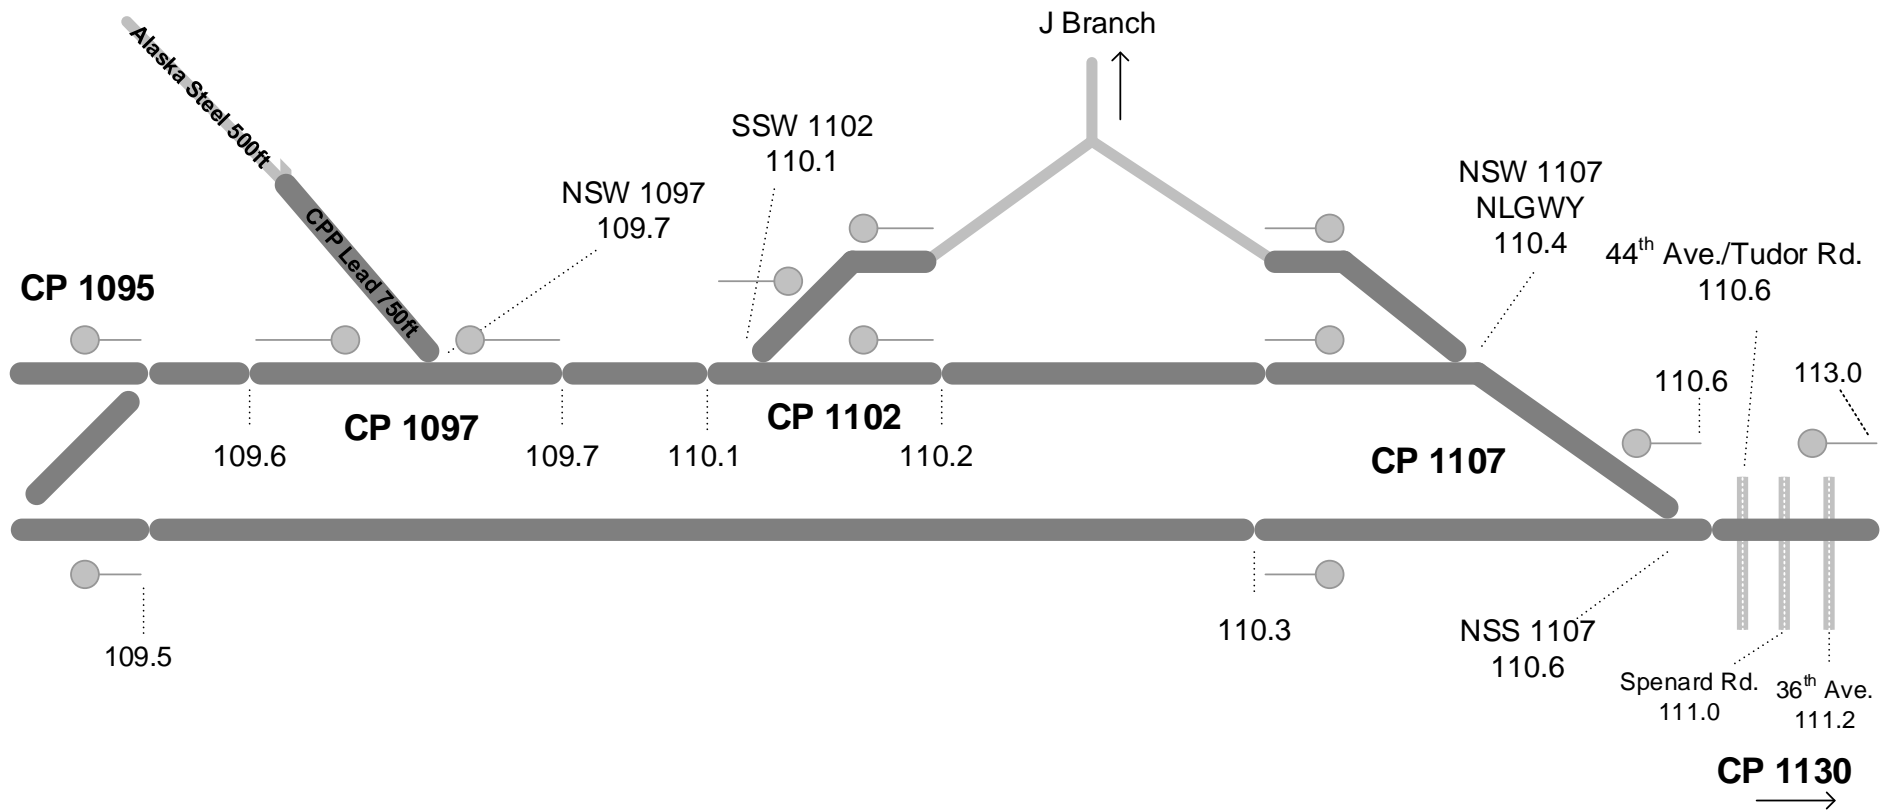 J Branch
Alaska Steel 500ft
SSW 1102
110.1
NSW 1107
NLGWY
110.4
NSW 1097
109.7
CPP Lead 750ft
44th Ave./Tudor Rd.
110.6
CP 1095
110.6
113.0
CP 1097
CP 1102
109.6
109.7
110.1
110.2
CP 1107
109.5
110.3
NSS 1107
110.6
Spenard Rd.
111.0
36th Ave.
111.2
CP 1130